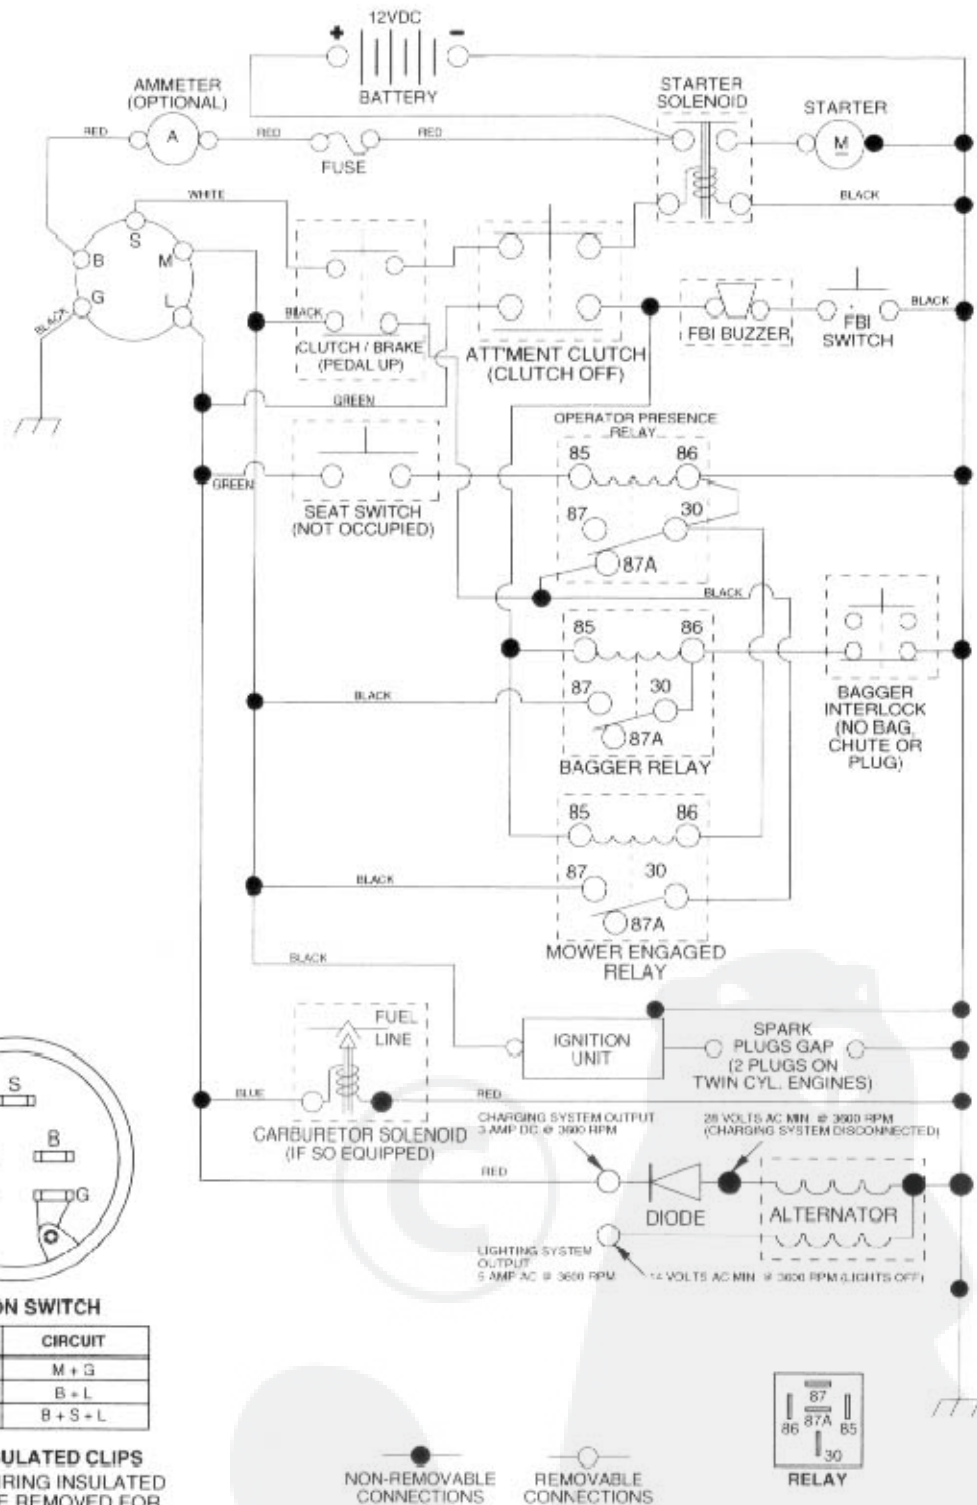 12VDC
+ -
BATTERY
AMMETER
(OPTIONAL)
RED
A
RED
FUSE
RED
STARTER
SOLENOID
STARTER
M
BLACK
WHITE
S
B
M
G
L
BLACK
BLACK
CLUTCH / BRAKE
(PEDAL UP)
ATT'MENT CLUTCH
(CLUTCH OFF)
FBI BUZZER
FBI
SWITCH
BLACK
GREEN
GREEN
SEAT SWITCH
(NOT OCCUPIED)
OPERATOR PRESENCE
RELAY
85 86
87 30
87A
BLACK
85 86
87 30
87A
BAGGER RELAY
BLACK
BAGGER
INTERLOCK
(NO BAG,
CHUTE OR
PLUG)
85 86
87 30
87A
MOWER ENGAGED
RELAY
BLACK
BLACK
FUEL
LINE
IGNITION
UNIT
SPARK
PLUGS GAP
(2 PLUGS ON
TWIN CYL. ENGINES)
BLUE
RED
CARBURETOR SOLENOID
(IF SO EQUIPPED)
CHARGING SYSTEM OUTPUT
3 AMP DC @ 3600 RPM
28 VOLTS AC MIN. @ 3600 RPM
(CHARGING SYSTEM DISCONNECTED)
RED
DIODE
ALTERNATOR
LIGHTING SYSTEM
OUTPUT
5 AMP AC @ 3600 RPM
14 VOLTS AC MIN @ 3600 RPM (LIGHTS OFF)
S
B
G
ON SWITCH
CIRCUIT
M + G
B + L
B + S + L
ULATED CLIPS
IRING INSULATED
E REMOVED FOR
NON-REMOVABLE
CONNECTIONS
REMOVABLE
CONNECTIONS
87
86 87A 85
30
RELAY
©